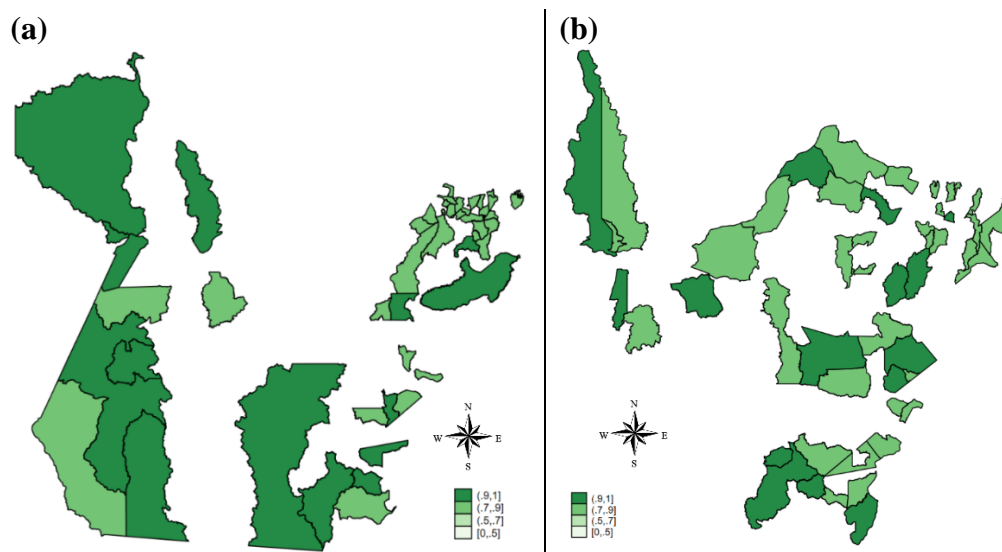 (a)
N
W E
S
(.9,1]
(.7,.9]
(.5,.7]
[0,.5]
(b)
N
W E
S
(.9,1]
(.7,.9]
(.5,.7]
[0,.5]